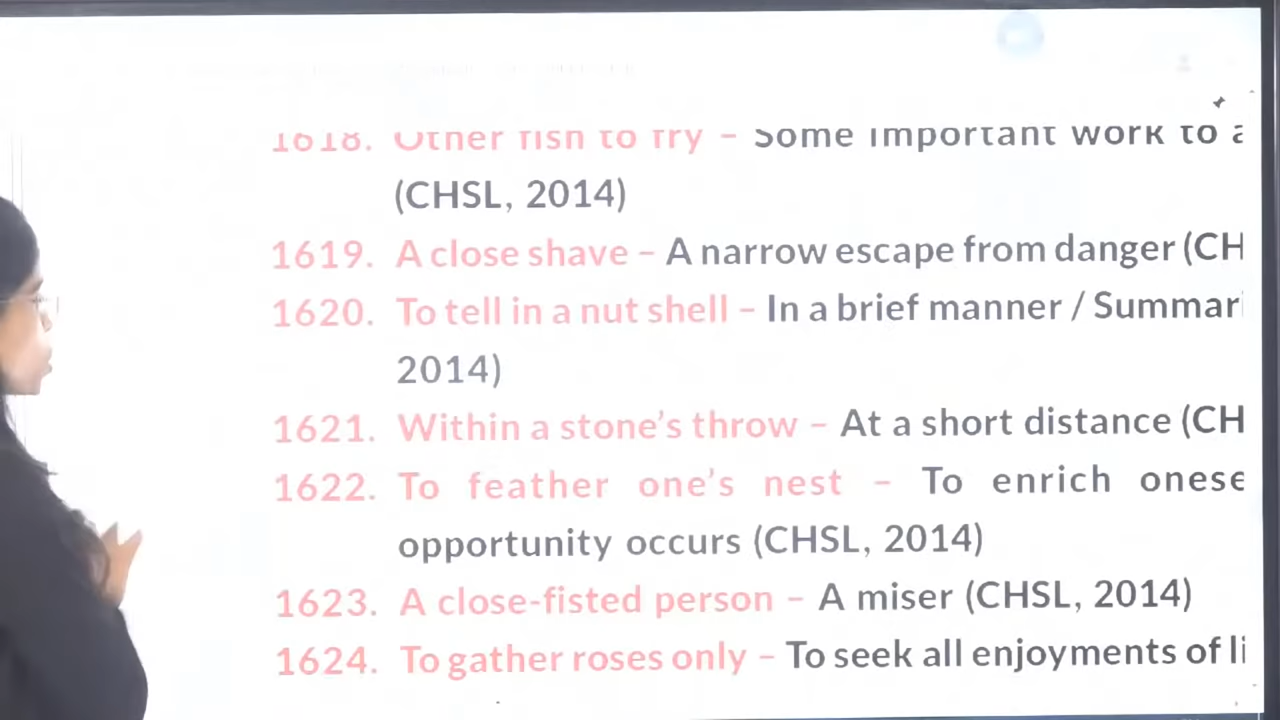 1618. Other fish to fry – Some important work to a
(CHSL, 2014)
1619. A close shave – A narrow escape from danger (CH
1620. To tell in a nut shell – In a brief manner / Summari
2014)
1621. Within a stone's throw – At a short distance (CH
1622. To feather one's nest – To enrich onese
opportunity occurs (CHSL, 2014)
1623. A close-fisted person – A miser (CHSL, 2014)
1624. To gather roses only – To seek all enjoyments of li